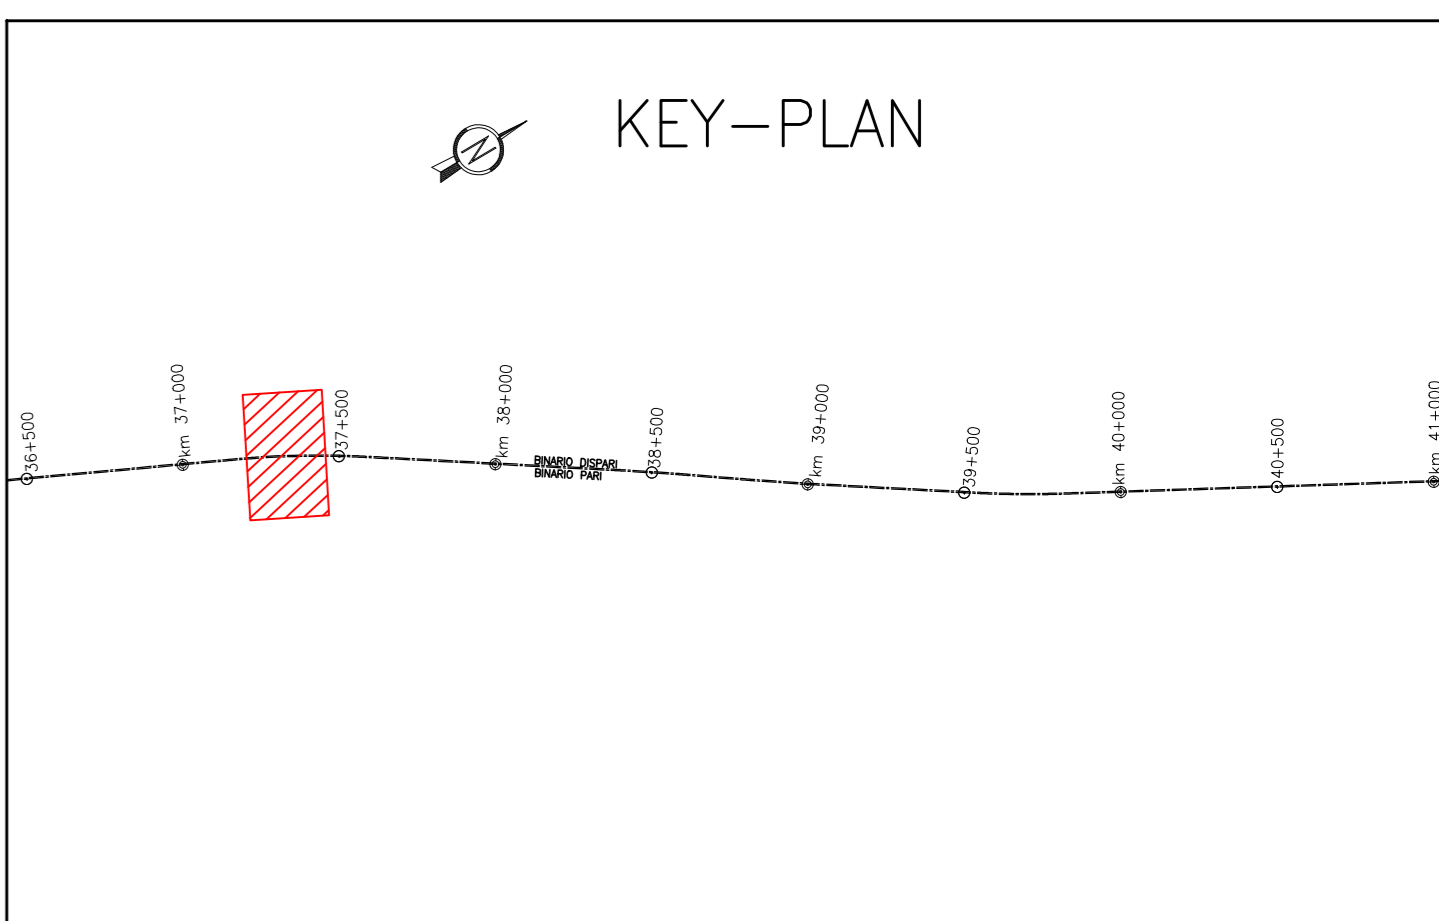 KEY-PLAN
N
36+500
km 37+000
37+500
km 38+000
BINARIO DISPARI
BINARIO PARI
38+500
km 39+000
39+500
km 40+000
40+500
km 41+000